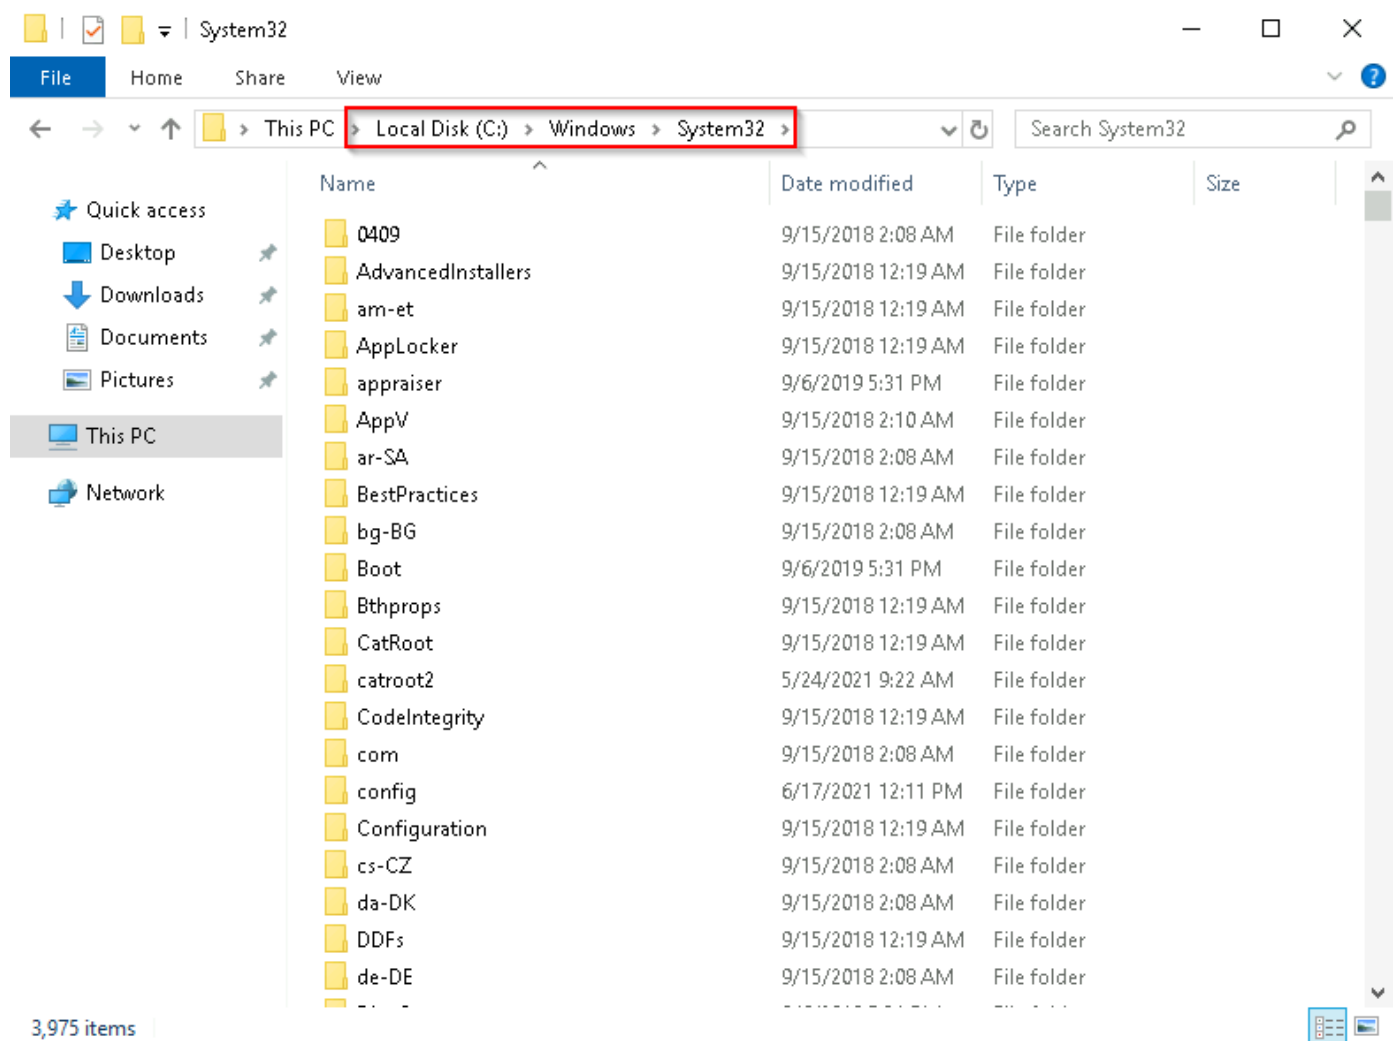 System32
File Home Share View
This PC > Local Disk (C:) > Windows > System32 > Search System32
Name Date modified Type Size
Quick access
Desktop
Downloads
Documents
Pictures
This PC
Network
0409 9/15/2018 2:08 AM File folder
AdvancedInstallers 9/15/2018 12:19 AM File folder
am-et 9/15/2018 12:19 AM File folder
AppLocker 9/15/2018 12:19 AM File folder
appraiser 9/6/2019 5:31 PM File folder
AppV 9/15/2018 2:10 AM File folder
ar-SA 9/15/2018 2:08 AM File folder
BestPractices 9/15/2018 12:19 AM File folder
bg-BG 9/15/2018 2:08 AM File folder
Boot 9/6/2019 5:31 PM File folder
Bthprops 9/15/2018 12:19 AM File folder
CatRoot 9/15/2018 12:19 AM File folder
catroot2 5/24/2021 9:22 AM File folder
CodeIntegrity 9/15/2018 12:19 AM File folder
com 9/15/2018 2:08 AM File folder
config 6/17/2021 12:11 PM File folder
Configuration 9/15/2018 12:19 AM File folder
cs-CZ 9/15/2018 2:08 AM File folder
da-DK 9/15/2018 2:08 AM File folder
DDFs 9/15/2018 12:19 AM File folder
de-DE 9/15/2018 2:08 AM File folder
3,975 items